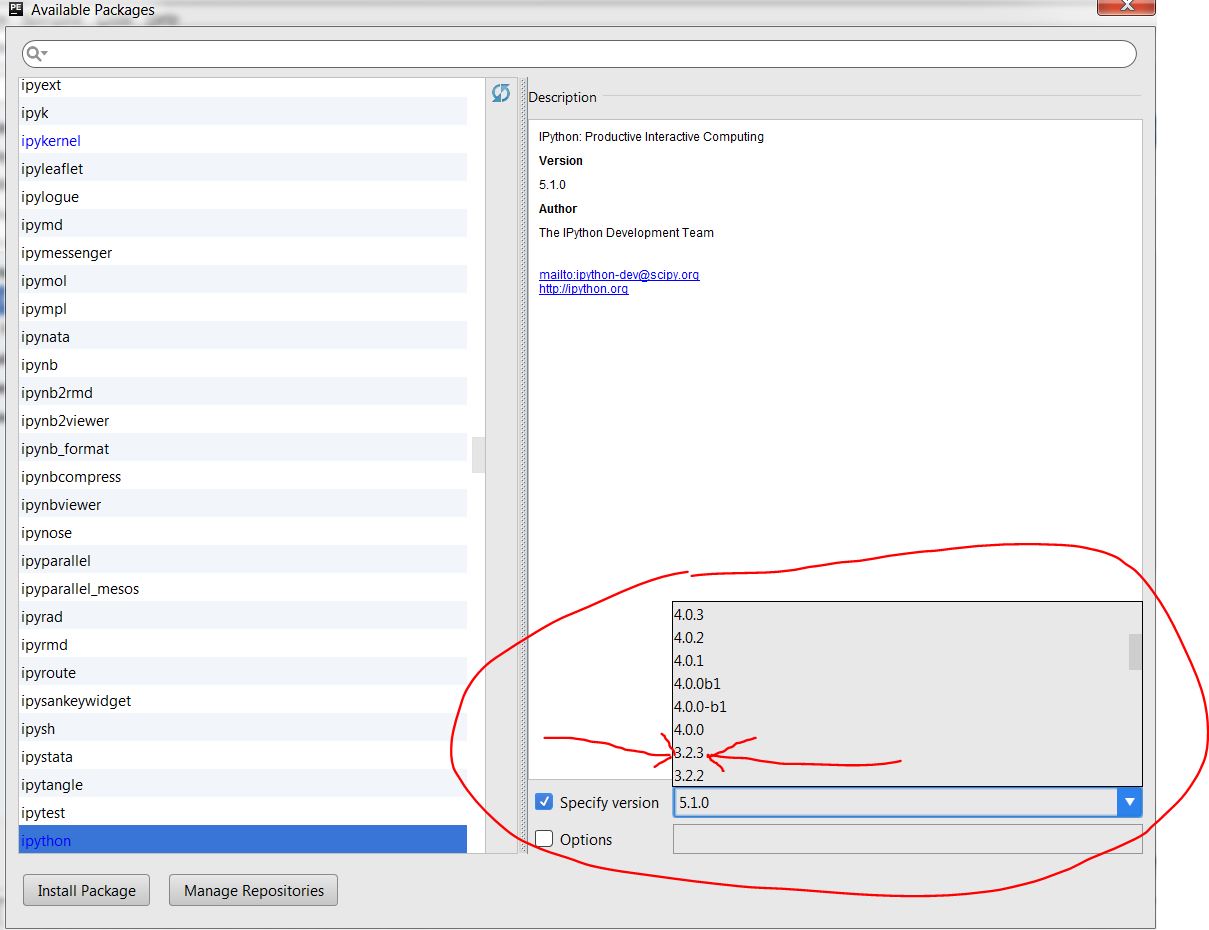 PE
Available Packages
ipyext
ipyk
ipykernel
ipyleaflet
ipylogue
ipymd
ipymessenger
ipymol
ipympl
ipynata
ipynb
ipynb2rmd
ipynb2viewer
ipynb_format
ipynbcompress
ipynbviewer
ipynose
ipyparallel
ipyparallel_mesos
ipyrad
ipyrmd
ipyroute
ipysankeywidget
ipysh
ipystata
ipytangle
ipytest
ipython
Description
IPython: Productive Interactive Computing
Version
5.1.0
Author
The IPython Development Team
mailto:ipython-dev@scipy.org
http://ipython.org
4.0.3
4.0.2
4.0.1
4.0.0b1
4.0.0-b1
4.0.0
3.2.3
3.2.2
Specify version 5.1.0
Options
Install Package Manage Repositories